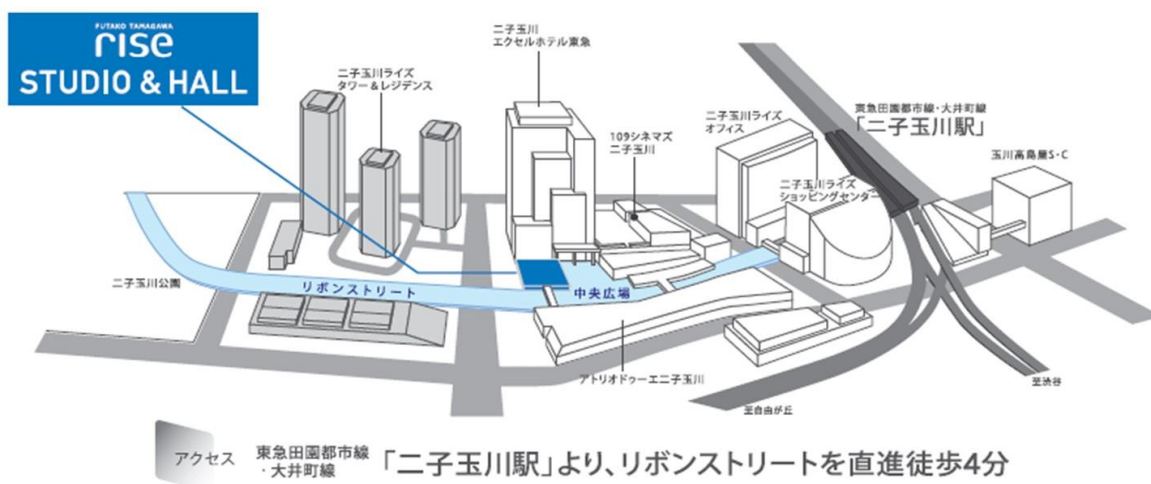 FUTAKO TAMAGAWA
rise
STUDIO & HALL
二子玉川ライズ
タワー&レジデンス
二子玉川
エクセルホテル東急
109シネマズ
二子玉川
二子玉川ライズ
オフィス
東急田園都市線・大井町線
「二子玉川駅」
玉川高島屋S・C
二子玉川ライズ
ショッピングセンター
二子玉川公園
リボンストリート
中央広場
アトリオドゥーエ二子玉川
至自由が丘
至渋谷
アクセス
東急田園都市線
・大井町線
「二子玉川駅」より、リボンストリートを直進徒歩4分